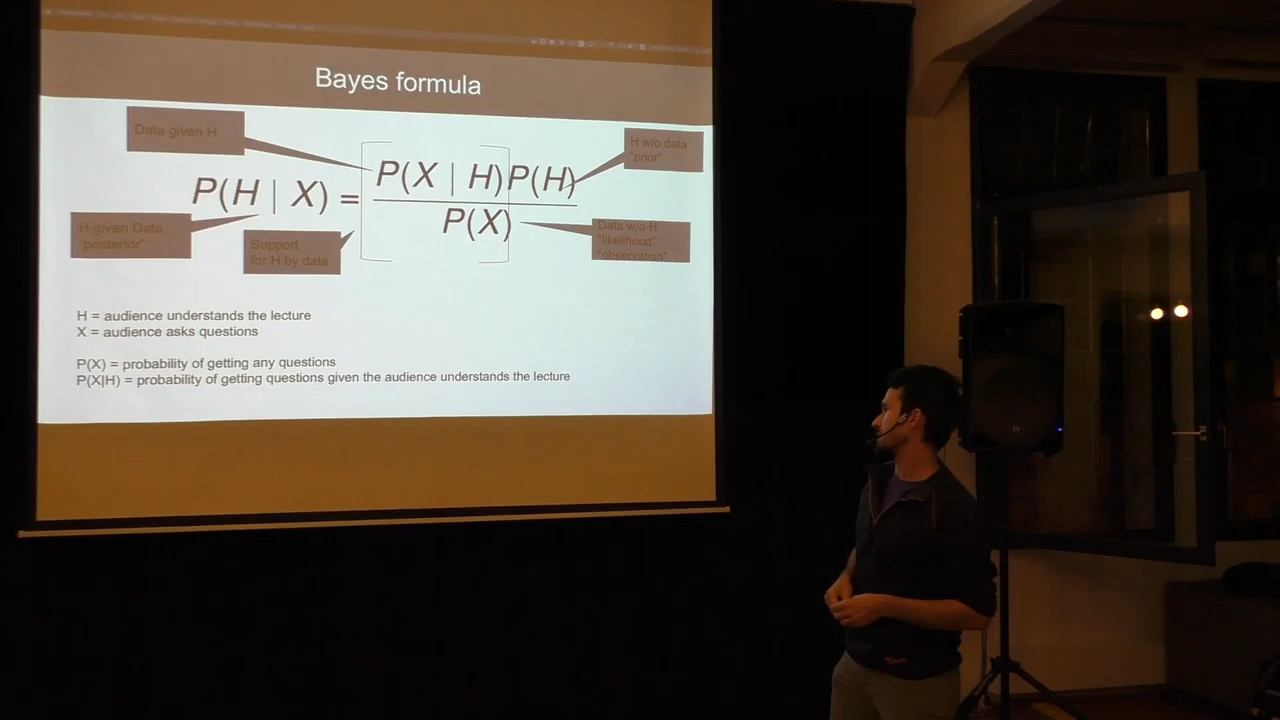 Bayes formula
Data given H
H w/o data
"prior"
P(H | X) = P(X | H) P(H)
P(X)
H given Data
"posterior"
Support
for H by data
Data w/o H
"likelihood"
"observation"
H = audience understands the lecture
X = audience asks questions
P(X) = probability of getting any questions
P(X|H) = probability of getting questions given the audience understands the lecture